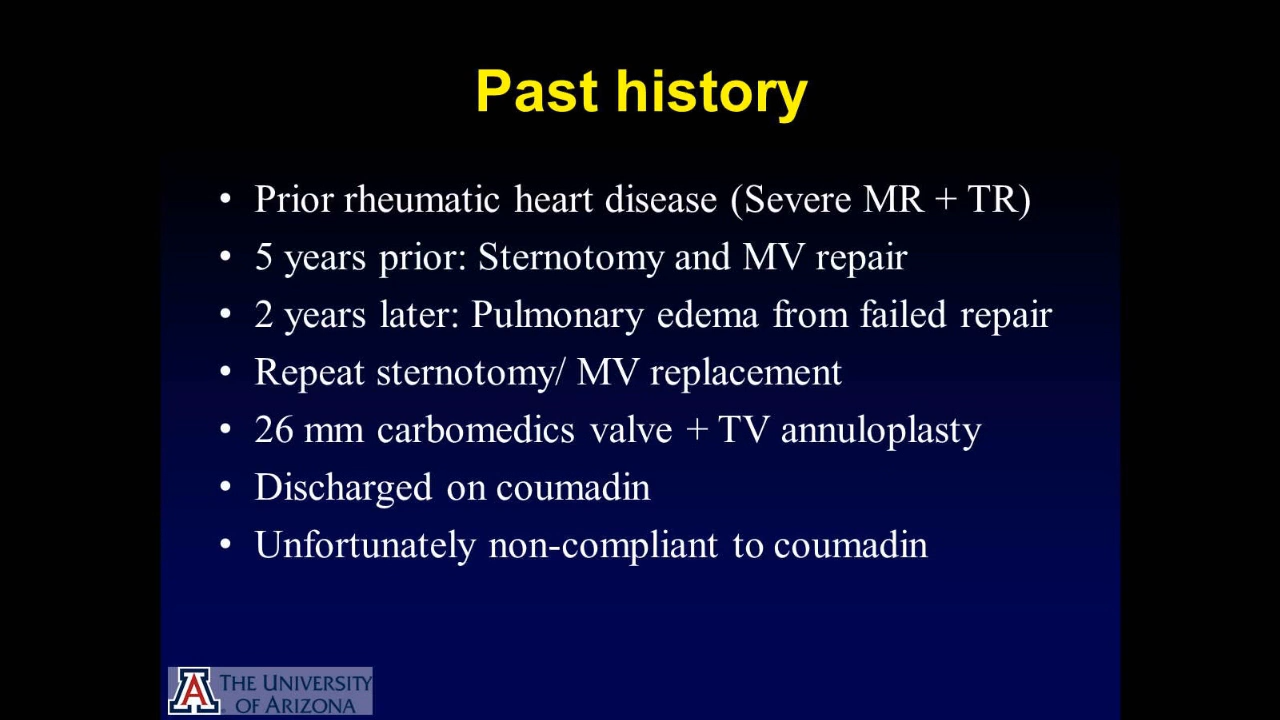 Past history
• Prior rheumatic heart disease (Severe MR + TR)
• 5 years prior: Sternotomy and MV repair
• 2 years later: Pulmonary edema from failed repair
• Repeat sternotomy/ MV replacement
• 26 mm carbomedics valve + TV annuloplasty
• Discharged on coumadin
• Unfortunately non-compliant to coumadin
A THE UNIVERSITY
OF ARIZONA